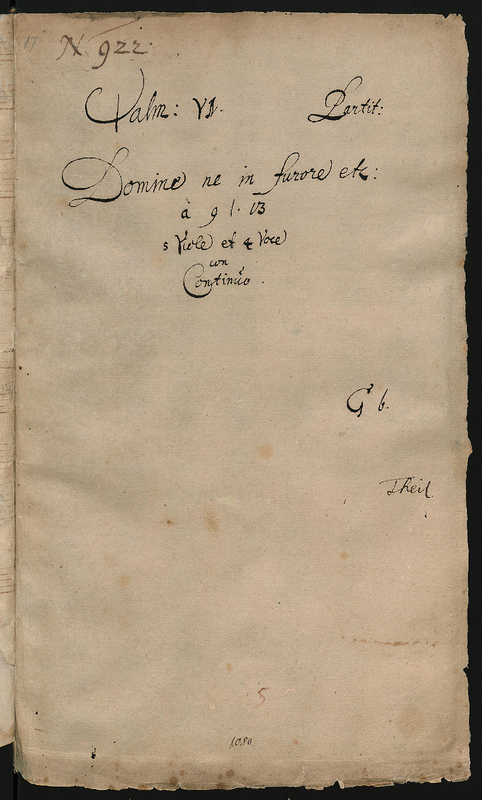 17 N 922.
Psalm: VI. Partit:
Domine ne in furore etc:
à 9 l. 13
5 Viole et 4 Voce
con
Continuo.
G b.
Theil
5